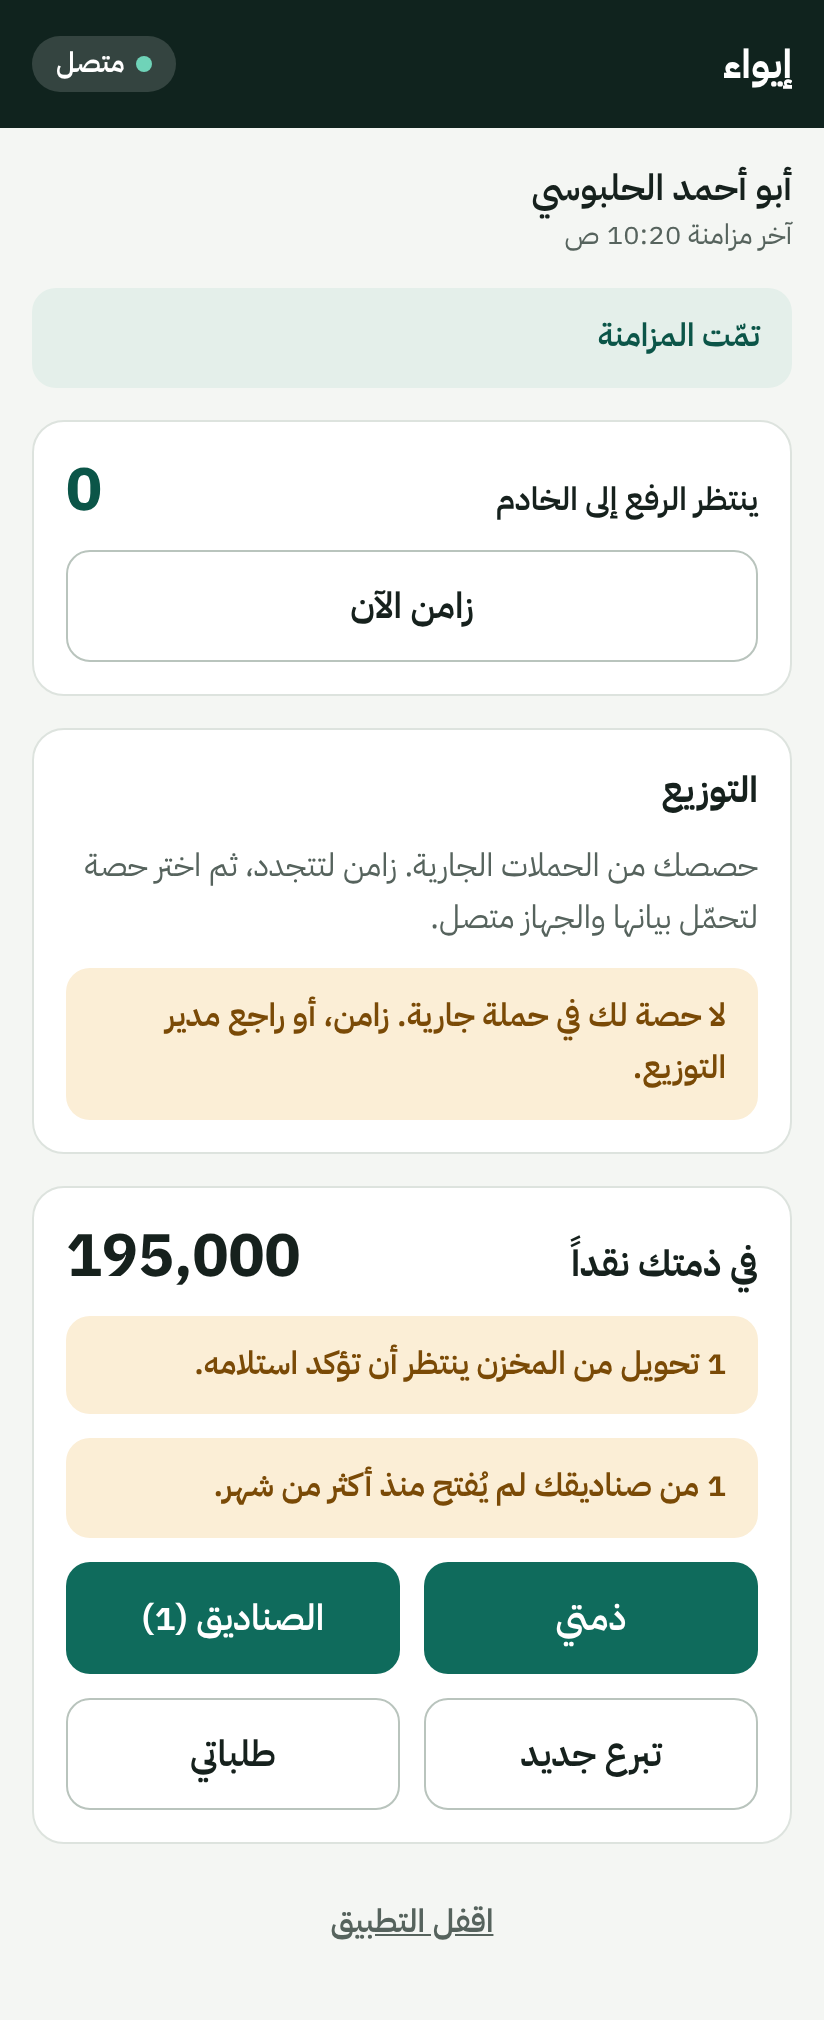 إيواء
متصل
أبو أحمد الحلبوسي
آخر مزامنة 10:20 ص
تمّت المزامنة
ينتظر الرفع إلى الخادم
0
زامن الآن
التوزيع
حصصك من الحملات الجارية. زامن لتتجدد، ثم اختر حصة
لتحمّل بيانها والجهاز متصل.
لا حصة لك في حملة جارية. زامن، أو راجع مدير
التوزيع.
في ذمتك نقداً
195,000
1 تحويل من المخزن ينتظر أن تؤكد استلامه.
1 من صناديقك لم يُفتح منذ أكثر من شهر.
ذمتي
الصناديق (1)
تبرع جديد
طلباتي
اقفل التطبيق